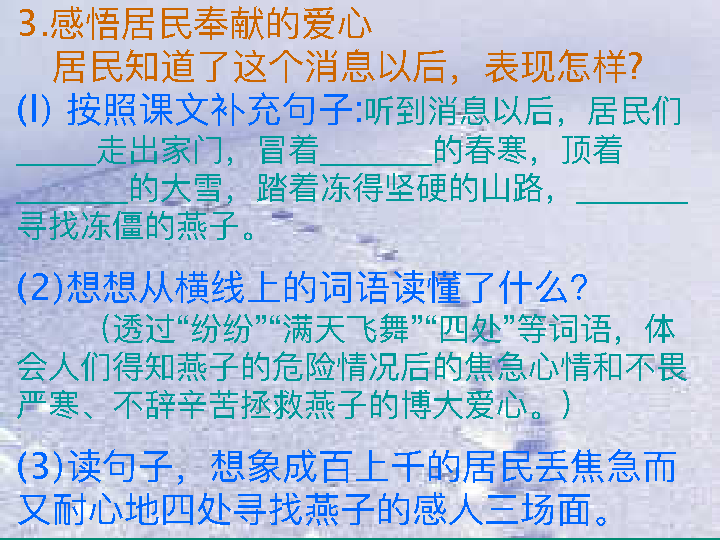 3.感悟居民奉献的爱心
居民知道了这个消息以后，表现怎样?
(l) 按照课文补充句子:听到消息以后，居民们
_____走出家门，冒着_______的春寒，顶着
_______的大雪，踏着冻得坚硬的山路，_______
寻找冻僵的燕子。
(2)想想从横线上的词语读懂了什么？
（透过“纷纷”“满天飞舞”“四处”等词语，体
会人们得知燕子的危险情况后的焦急心情和不畏
严寒、不辞辛苦拯救燕子的博大爱心。）
(3)读句子，想象成百上千的居民丢焦急而
又耐心地四处寻找燕子的感人三场面。